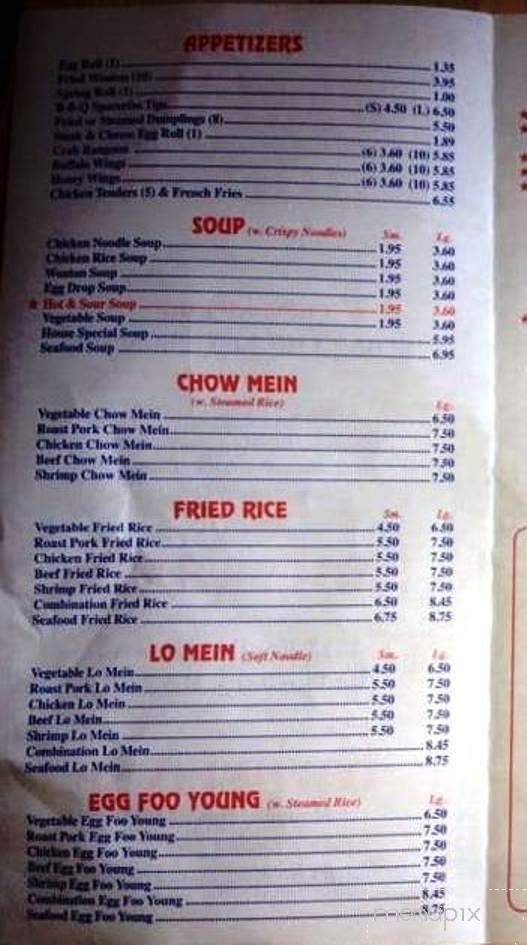 APPETIZERS
Egg Roll (1) 1.35
Fried Wonton (10) 3.95
Spring Roll (1) 1.00
B-B-Q Spareribs Tips (S) 4.50 (L) 6.50
Fried or Steamed Dumplings (8) 5.50
Steak & Cheese Egg Roll (1) 1.89
Crab Rangoon (6) 3.60 (10) 5.85
Buffalo Wings (6) 3.60 (10) 5.85
Honey Wings (6) 3.60 (10) 5.85
Chicken Tenders (5) & French Fries 6.55
SOUP (w. Crispy Noodles) Sm. Lg.
Chicken Noodle Soup 1.95 3.60
Chicken Rice Soup 1.95 3.60
Wonton Soup 1.95 3.60
Egg Drop Soup 1.95 3.60
★ Hot & Sour Soup 1.95 3.60
Vegetable Soup 1.95 3.60
House Special Soup 5.95
Seafood Soup 6.95
CHOW MEIN
(w. Steamed Rice) Lg.
Vegetable Chow Mein 6.50
Roast Pork Chow Mein 7.50
Chicken Chow Mein 7.50
Beef Chow Mein 7.50
Shrimp Chow Mein 7.50
FRIED RICE Sm. Lg.
Vegetable Fried Rice 4.50 6.50
Roast Pork Fried Rice 5.50 7.50
Chicken Fried Rice 5.50 7.50
Beef Fried Rice 5.50 7.50
Shrimp Fried Rice 5.50 7.50
Combination Fried Rice 6.50 8.45
Seafood Fried Rice 6.75 8.75
LO MEIN (Soft Noodle) Sm. Lg.
Vegetable Lo Mein 4.50 6.50
Roast Pork Lo Mein 5.50 7.50
Chicken Lo Mein 5.50 7.50
Beef Lo Mein 5.50 7.50
Shrimp Lo Mein 5.50 7.50
Combination Lo Mein 8.45
Seafood Lo Mein 8.75
EGG FOO YOUNG (w. Steamed Rice) Lg.
Vegetable Egg Foo Young 6.50
Roast Pork Egg Foo Young 7.50
Chicken Egg Foo Young 7.50
Beef Egg Foo Young 7.50
Shrimp Egg Foo Young 7.50
Combination Egg Foo Young 8.45
Seafood Egg Foo Young 8.75
menupix